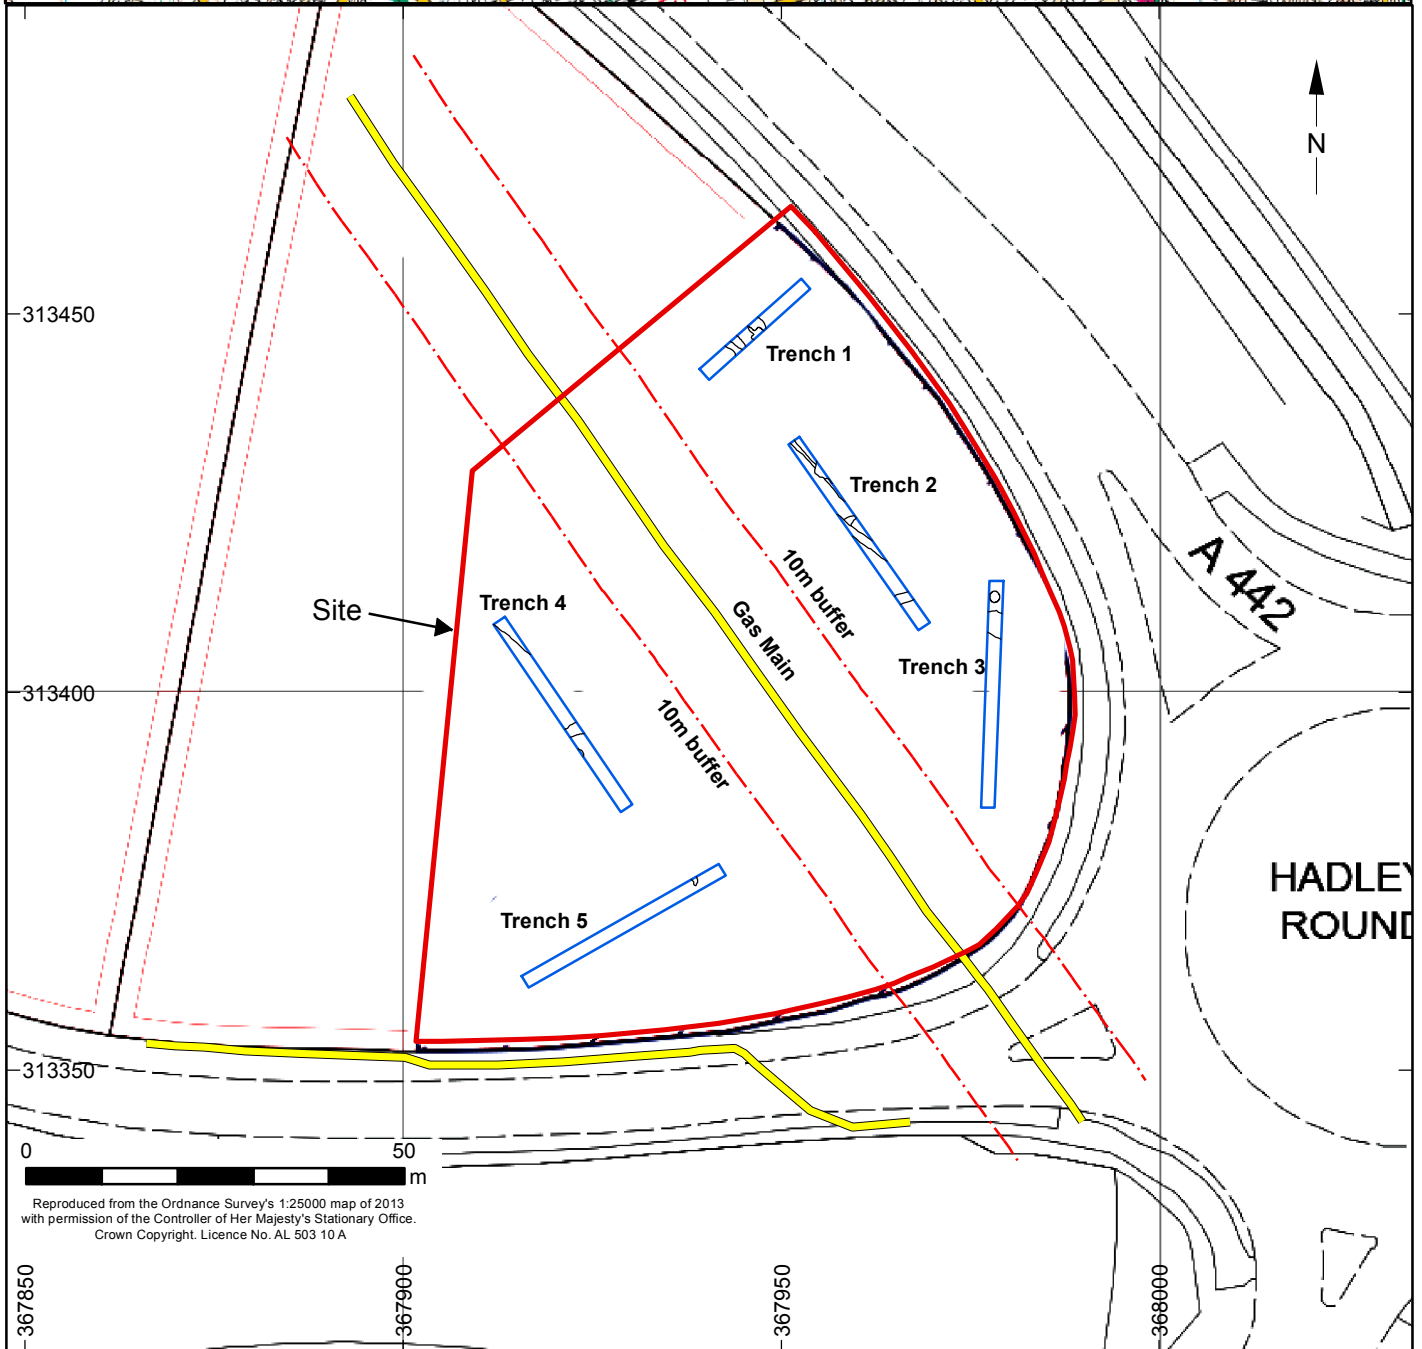 N
313450
Trench 1
Trench 2
A 442
10m buffer
Site
Trench 4
Gas Main
Trench 3
313400
10m buffer
HADLEY
ROUND
Trench 5
313350
0 50
m
Reproduced from the Ordnance Survey's 1:25000 map of 2013
with permission of the Controller of Her Majesty's Stationary Office.
Crown Copyright. Licence No. AL 503 10 A
367850
367900
367950
368000